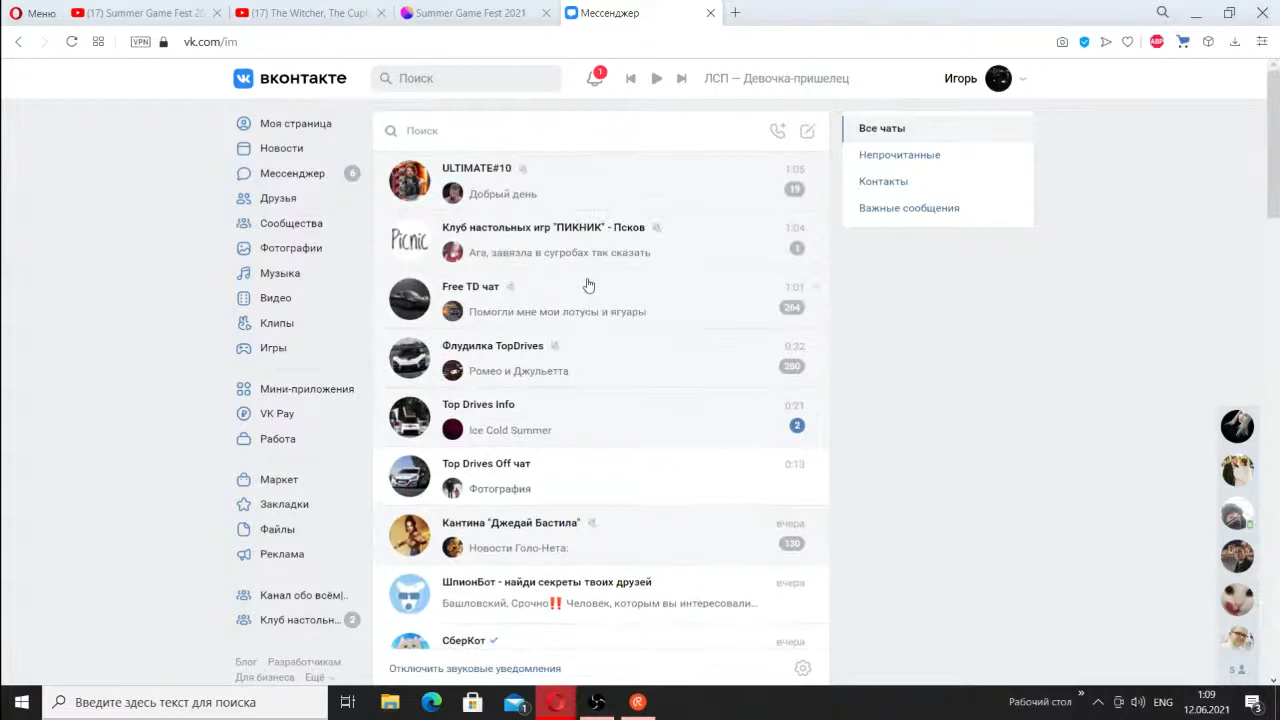 Меню
(17) Summer Game Fest 2
(17) The Witcher, The Cup
Summer Game Fest 2021
Мессенджер
VPN
vk.com/im
ABP
вконтакте
Поиск
1
ЛСП — Девочка-пришелец
Игорь
Моя страница
Новости
Мессенджер
6
Друзья
Сообщества
Фотографии
Музыка
Видео
Клипы
Игры
Мини-приложения
VK Pay
Работа
Маркет
Закладки
Файлы
Реклама
Канал обо всём|..
Клуб настольн...
2
Блог Разработчикам
Для бизнеса Ещё
Поиск
ULTIMATE#10
1:05
Добрый день
19
Picnic
Клуб настольных игр "ПИКНИК" - Псков
1:04
Ага, завязла в сугробах так сказать
1
Free TD чат
1:01
Помогли мне мои лотусы и ягуары
264
Флудилка TopDrives
0:32
Ромео и Джульетта
260
Top Drives Info
0:21
Ice Cold Summer
2
Top Drives Off чат
0:13
Фотография
Кантина "Джедай Бастила"
вчера
Новости Голо-Нета:
130
ШпионБот - найди секреты твоих друзей
вчера
Башловский, Срочно‼️ Человек, которым вы интересовали...
СберКот
вчера
Отключить звуковые уведомления
Все чаты
Непрочитанные
Контакты
Важные сообщения
5
Введите здесь текст для поиска
1
Рабочий стол
»
ENG
1:09
12.06.2021
3